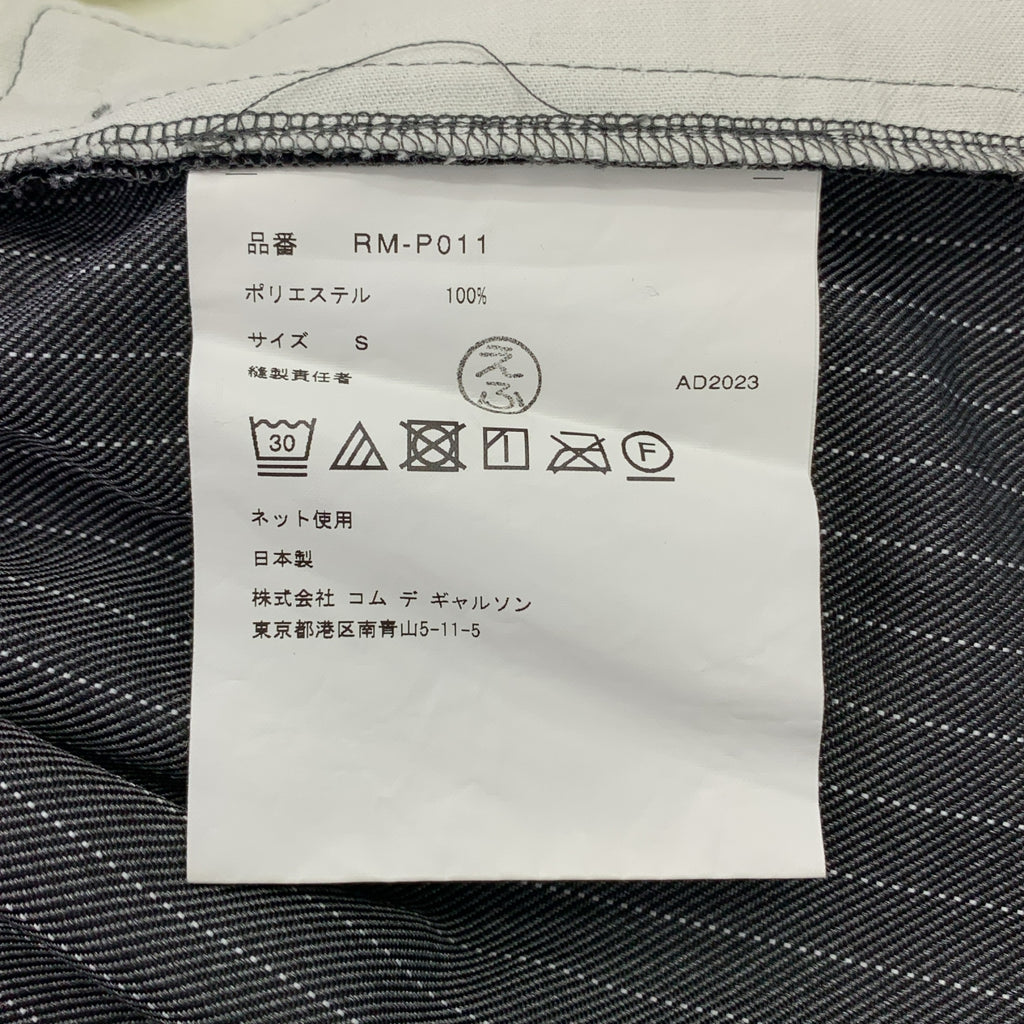 品番 RM-P011
ポリエステル 100%
サイズ S
縫製責任者 えふ AD2023
30 F
ネット使用
日本製
株式会社 コム デ ギャルソン
東京都港区南青山5-11-5